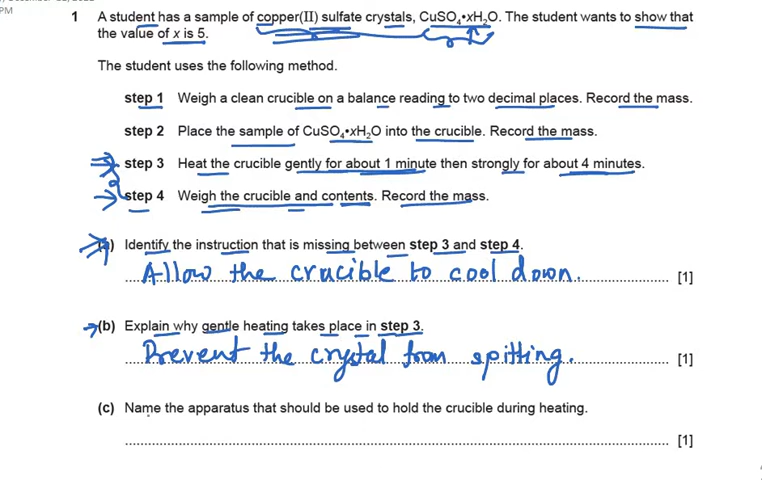 PM
1 A student has a sample of copper(II) sulfate crystals, CuSO₄•xH₂O. The student wants to show that
the value of x is 5.
The student uses the following method.
step 1 Weigh a clean crucible on a balance reading to two decimal places. Record the mass.
step 2 Place the sample of CuSO₄•xH₂O into the crucible. Record the mass.
step 3 Heat the crucible gently for about 1 minute then strongly for about 4 minutes.
step 4 Weigh the crucible and contents. Record the mass.
(a) Identify the instruction that is missing between step 3 and step 4.
Allow the crucible to cool down. [1]
(b) Explain why gentle heating takes place in step 3.
Prevent the crystal from spitting. [1]
(c) Name the apparatus that should be used to hold the crucible during heating.
[1]